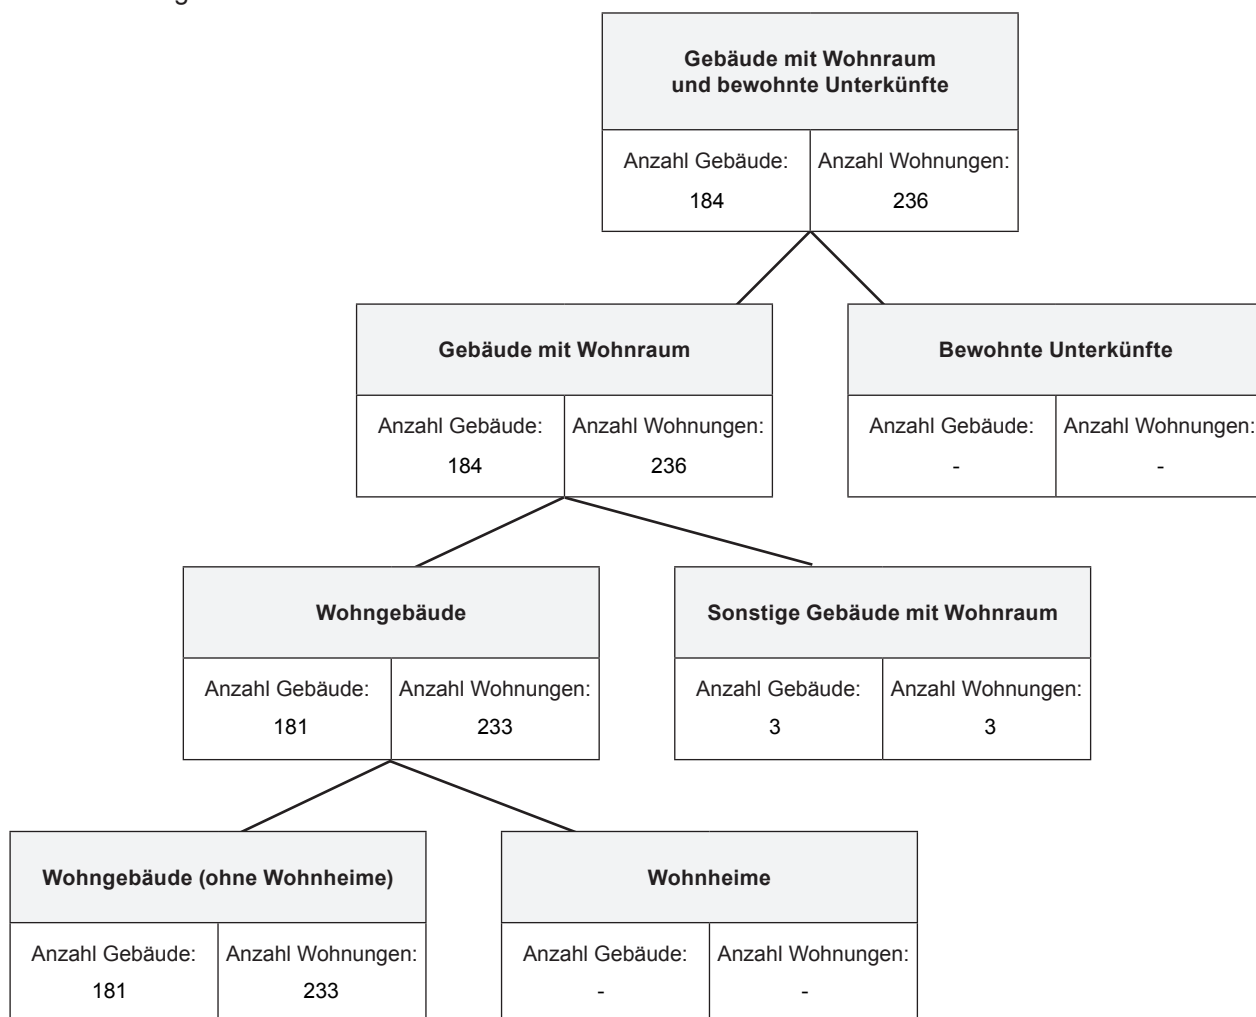 Gebäude mit Wohnraum
und bewohnte Unterkünfte
Anzahl Gebäude: Anzahl Wohnungen:
184 236
Gebäude mit Wohnraum
Bewohnte Unterkünfte
Anzahl Gebäude: Anzahl Wohnungen:
184 236
Anzahl Gebäude: Anzahl Wohnungen:
- -
Wohngebäude
Sonstige Gebäude mit Wohnraum
Anzahl Gebäude: Anzahl Wohnungen:
181 233
Anzahl Gebäude: Anzahl Wohnungen:
3 3
Wohngebäude (ohne Wohnheime)
Wohnheime
Anzahl Gebäude: Anzahl Wohnungen:
181 233
Anzahl Gebäude: Anzahl Wohnungen:
- -